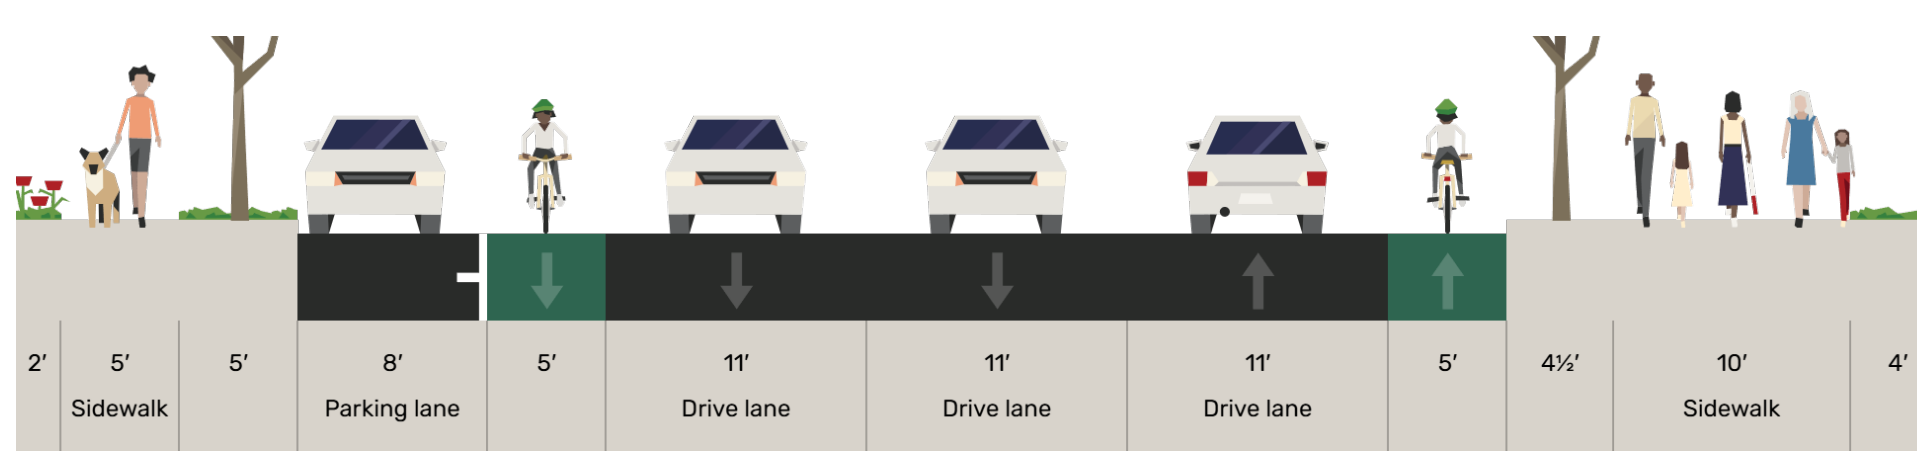 2′ 5′ 5′ 8′ 5′ 11′ 11′ 11′ 5′ 4½′ 10′ 4′
Sidewalk Parking lane Drive lane Drive lane Drive lane Sidewalk